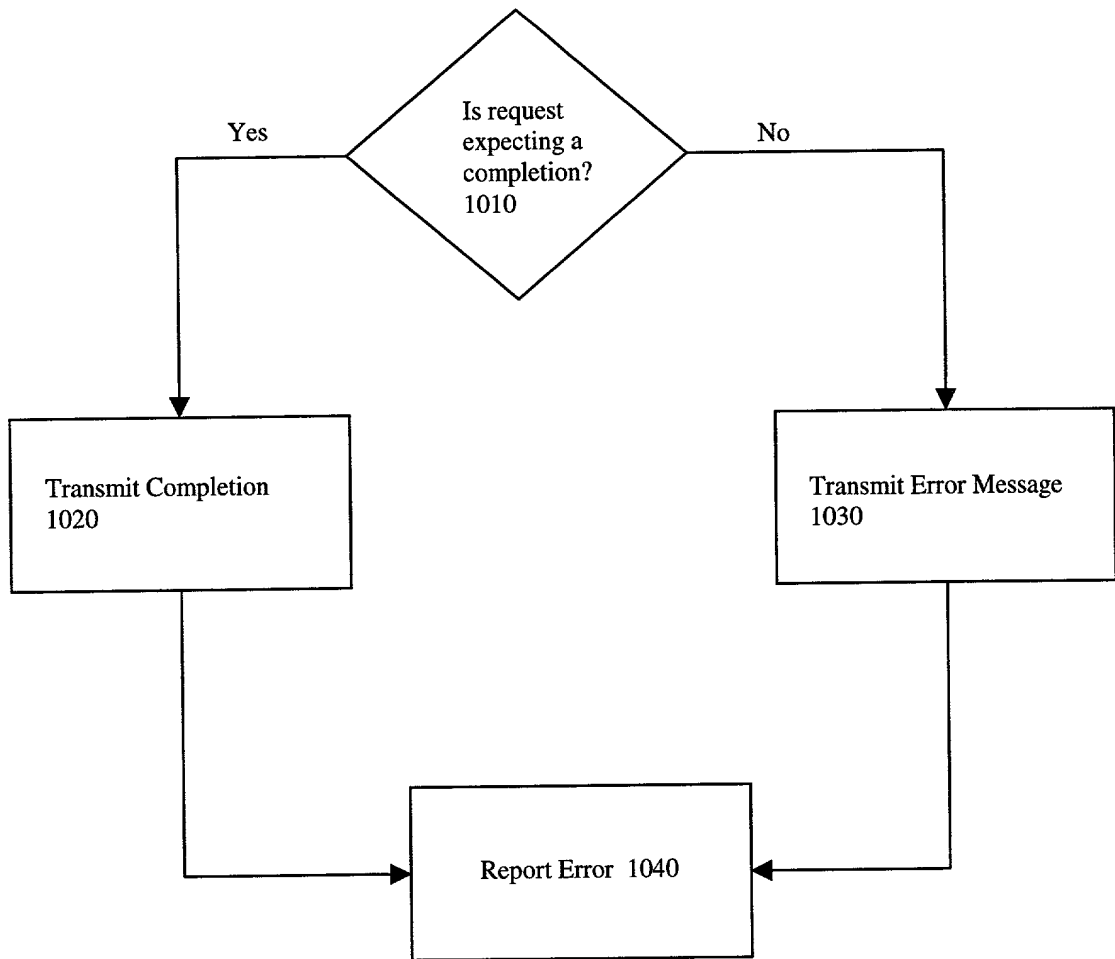 Is request
expecting a
completion?
1010
Yes
No
Transmit Completion
1020
Transmit Error Message
1030
Report Error 1040